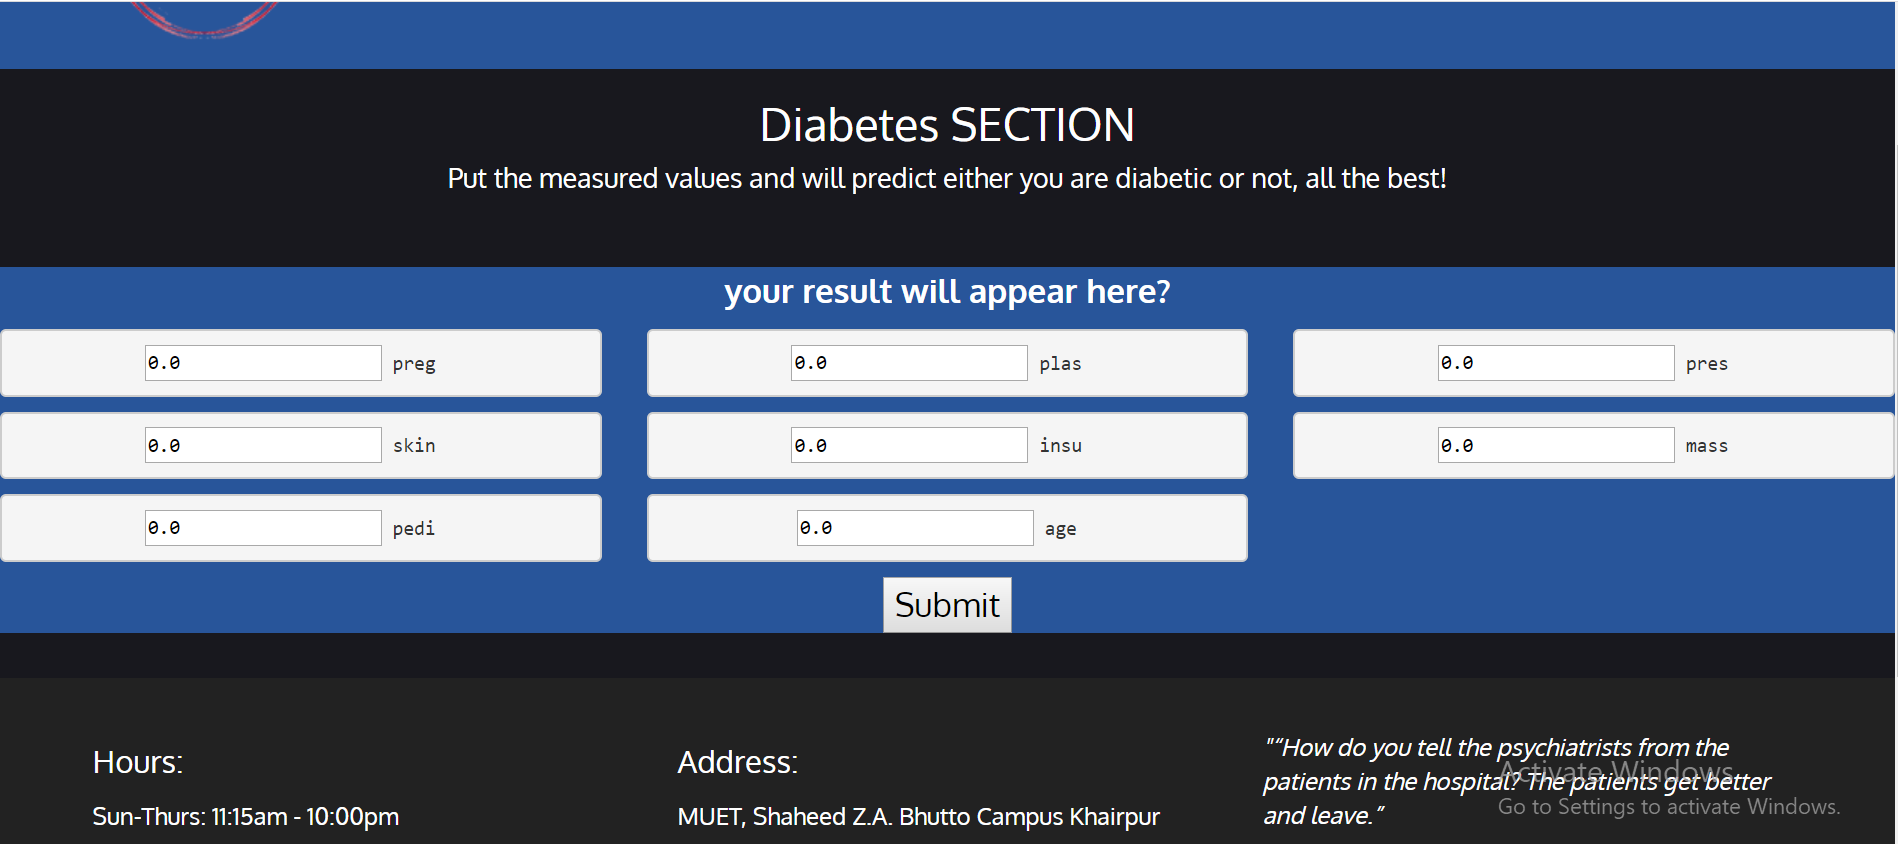 Diabetes SECTION
Put the measured values and will predict either you are diabetic or not, all the best!
your result will appear here?
0.0 preg
0.0 plas
0.0 pres
0.0 skin
0.0 insu
0.0 mass
0.0 pedi
0.0 age
Submit
Hours:
Sun-Thurs: 11:15am - 10:00pm
Address:
MUET, Shaheed Z.A. Bhutto Campus Khairpur
"“How do you tell the psychiatrists from the
patients in the hospital? The patients get better
and leave.”
Activate Windows
Go to Settings to activate Windows.